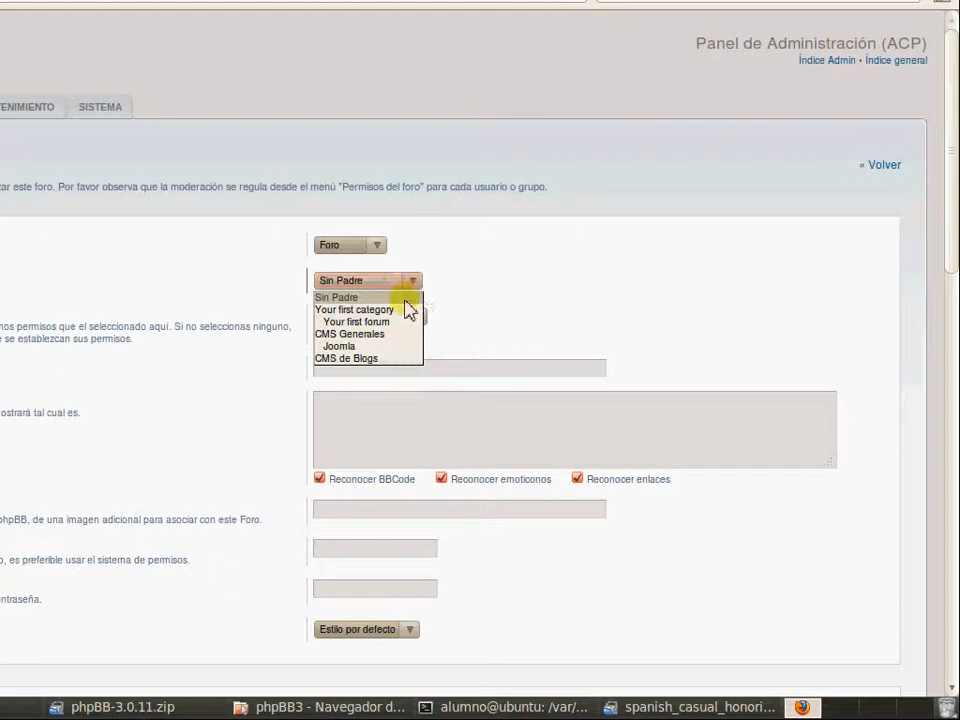 Panel de Administración (ACP)
Índice Admin • Índice general
TENIMIENTO
SISTEMA
« Volver
zar este foro. Por favor observa que la moderación se regula desde el menú "Permisos del foro" para cada usuario o grupo.
Foro
Sin Padre
Sin Padre
Your first category
Your first forum
nos permisos que el seleccionado aquí. Si no seleccionas ninguno,
CMS Generales
e se establezcan sus permisos.
Joomla
CMS de Blogs
ostrará tal cual es.
Reconocer BBCode
Reconocer emoticonos
Reconocer enlaces
phpBB, de una imagen adicional para asociar con este Foro.
o, es preferible usar el sistema de permisos.
ntraseña.
Estilo por defecto
phpBB-3.0.11.zip
phpBB3 - Navegador d...
alumno@ubuntu: /var/...
spanish_casual_honori...